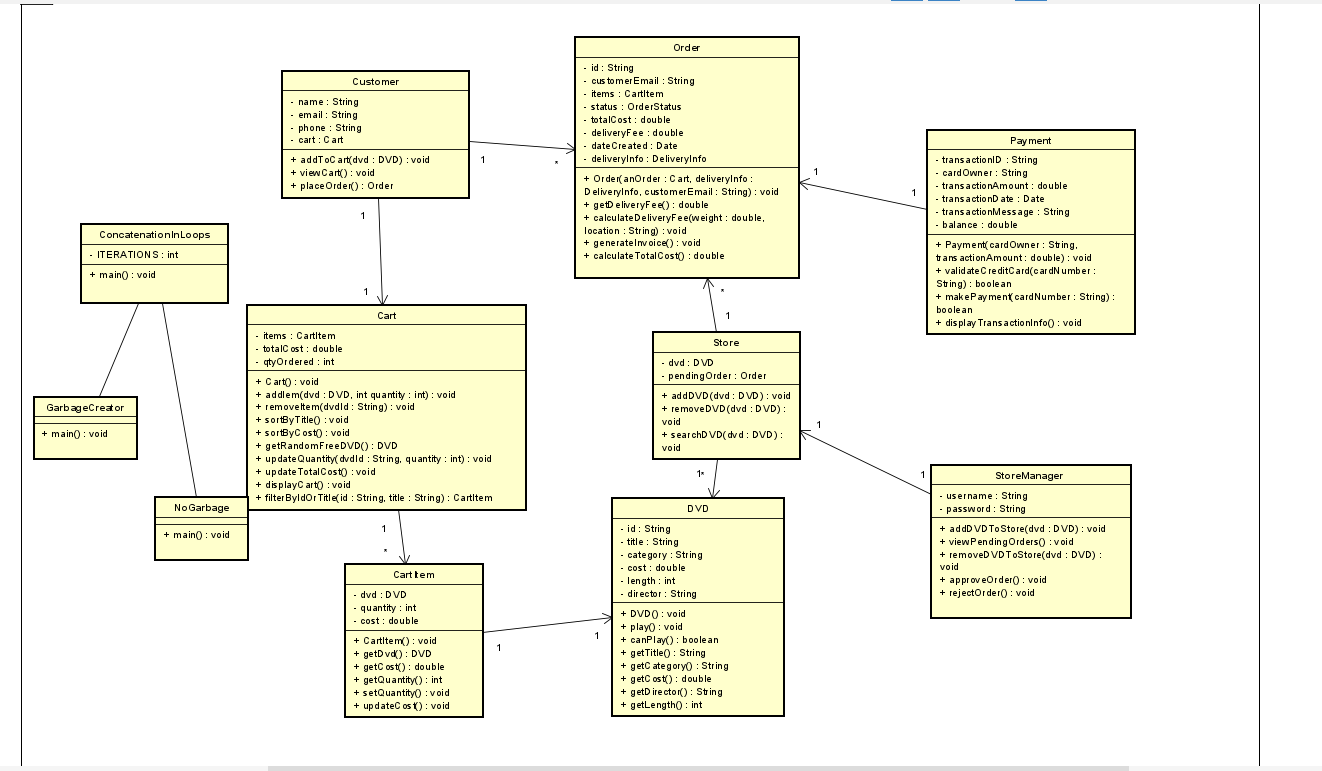 Order
- id : String
- customerEmail : String
- items : CartItem
- status : OrderStatus
- totalCost : double
- deliveryFee : double
- dateCreated : Date
- deliveryInfo : DeliveryInfo
+ Order(anOrder : Cart, deliveryInfo :
DeliveryInfo, customerEmail : String) : void
+ getDeliveryFee() : double
+ calculateDeliveryFee(weight : double,
location : String) : void
+ generateInvoice() : void
+ calculateTotalCost() : double
Customer
- name : String
- email : String
- phone : String
- cart : Cart
+ addToCart(dvd : DVD) : void
+ viewCart() : void
+ placeOrder() : Order
1
*
Payment
- transactionID : String
- cardOwner : String
- transactionAmount : double
- transactionDate : Date
- transactionMessage : String
- balance : double
+ Payment(cardOwner : String,
transactionAmount : double) : void
+ validateCreditCard(cardNumber :
String) : boolean
+ makePayment(cardNumber : String) :
boolean
+ displayTransactionInfo() : void
1
1
1
1
ConcatenationInLoops
- ITERATIONS : int
+ main() : void
Cart
- items : CartItem
- totalCost : double
- qtyOrdered : int
+ Cart() : void
+ addIem(dvd : DVD, int quantity : int) : void
+ removeItem(dvdId : String) : void
+ sortByTitle() : void
+ sortByCost() : void
+ getRandomFreeDVD() : DVD
+ updateQuantity(dvdId : String, quantity : int) : void
+ updateTotalCost() : void
+ displayCart() : void
+ filterByIdOrTitle(id : String, title : String) : CartItem
*
1
Store
- dvd : DVD
- pendingOrder : Order
+ addDVD(dvd : DVD) : void
+ removeDVD(dvd : DVD) :
void
+ searchDVD(dvd : DVD) :
void
GarbageCreator
+ main() : void
1
1
StoreManager
- username : String
- password : String
+ addDVDToStore(dvd : DVD) : void
+ viewPendingOrders() : void
+ removeDVDToStore(dvd : DVD) :
void
+ approveOrder() : void
+ rejectOrder() : void
1*
NoGarbage
+ main() : void
DVD
- id : String
- title : String
- category : String
- cost : double
- length : int
- director : String
+ DVD() : void
+ play() : void
+ canPlay() : boolean
+ getTitle() : String
+ getCategory() : String
+ getCost() : double
+ getDirector() : String
+ getLength() : int
1
*
CartItem
- dvd : DVD
- quantity : int
- cost : double
+ CartItem() : void
+ getDvd() : DVD
+ getCost() : double
+ getQuantity() : int
+ setQuantity() : void
+ updateCost() : void
1
1